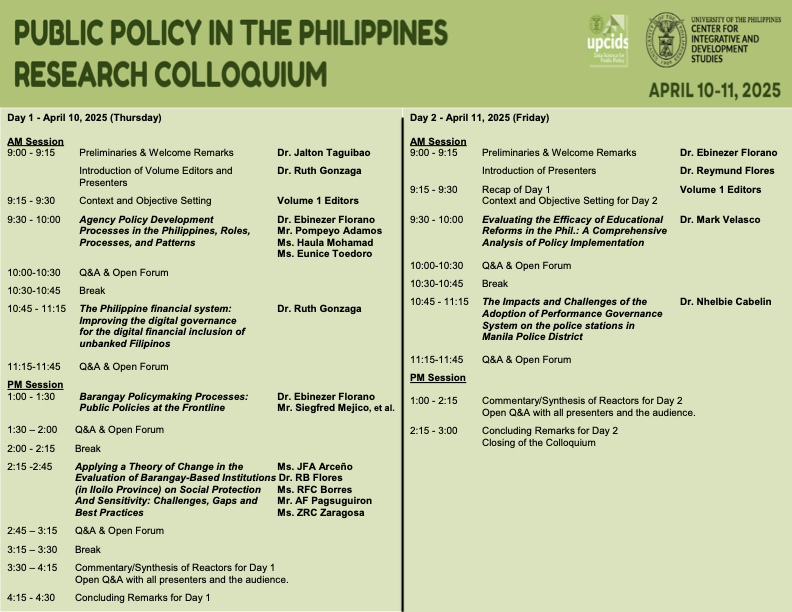 PUBLIC POLICY IN THE PHILIPPINES
RESEARCH COLLOQUIUM
upcids
Data Science for
Public Policy
UNIVERSITY OF THE PHILIPPINES
CENTER FOR
INTEGRATIVE AND
DEVELOPMENT
STUDIES
APRIL 10-11, 2025
Day 1 - April 10, 2025 (Thursday)
AM Session
9:00 - 9:15 Preliminaries & Welcome Remarks Dr. Jalton Taguibao
Introduction of Volume Editors and Dr. Ruth Gonzaga
Presenters
9:15 - 9:30 Context and Objective Setting Volume 1 Editors
9:30 - 10:00 Agency Policy Development Dr. Ebinezer Florano
Processes in the Philippines, Roles, Mr. Pompeyo Adamos
Processes, and Patterns Ms. Haula Mohamad
Ms. Eunice Toedoro
10:00-10:30 Q&A & Open Forum
10:30-10:45 Break
10:45 - 11:15 The Philippine financial system: Dr. Ruth Gonzaga
Improving the digital governance
for the digital financial inclusion of
unbanked Filipinos
11:15-11:45 Q&A & Open Forum
PM Session
1:00 - 1:30 Barangay Policymaking Processes: Dr. Ebinezer Florano
Public Policies at the Frontline Mr. Siegfred Mejico, et al.
1:30 – 2:00 Q&A & Open Forum
2:00 - 2:15 Break
2:15 -2:45 Applying a Theory of Change in the Ms. JFA Arceño
Evaluation of Barangay-Based Institutions Dr. RB Flores
(in Iloilo Province) on Social Protection Ms. RFC Borres
And Sensitivity: Challenges, Gaps and Mr. AF Pagsuguiron
Best Practices Ms. ZRC Zaragosa
2:45 – 3:15 Q&A & Open Forum
3:15 – 3:30 Break
3:30 – 4:15 Commentary/Synthesis of Reactors for Day 1
Open Q&A with all presenters and the audience.
4:15 - 4:30 Concluding Remarks for Day 1
Day 2 - April 11, 2025 (Friday)
AM Session
9:00 - 9:15 Preliminaries & Welcome Remarks Dr. Ebinezer Florano
Introduction of Presenters Dr. Reymund Flores
9:15 - 9:30 Recap of Day 1 Volume 1 Editors
Context and Objective Setting for Day 2
9:30 - 10:00 Evaluating the Efficacy of Educational Dr. Mark Velasco
Reforms in the Phil.: A Comprehensive
Analysis of Policy Implementation
10:00-10:30 Q&A & Open Forum
10:30-10:45 Break
10:45 - 11:15 The Impacts and Challenges of the Dr. Nhelbie Cabelin
Adoption of Performance Governance
System on the police stations in
Manila Police District
11:15-11:45 Q&A & Open Forum
PM Session
1:00 - 2:15 Commentary/Synthesis of Reactors for Day 2
Open Q&A with all presenters and the audience.
2:15 - 3:00 Concluding Remarks for Day 2
Closing of the Colloquium